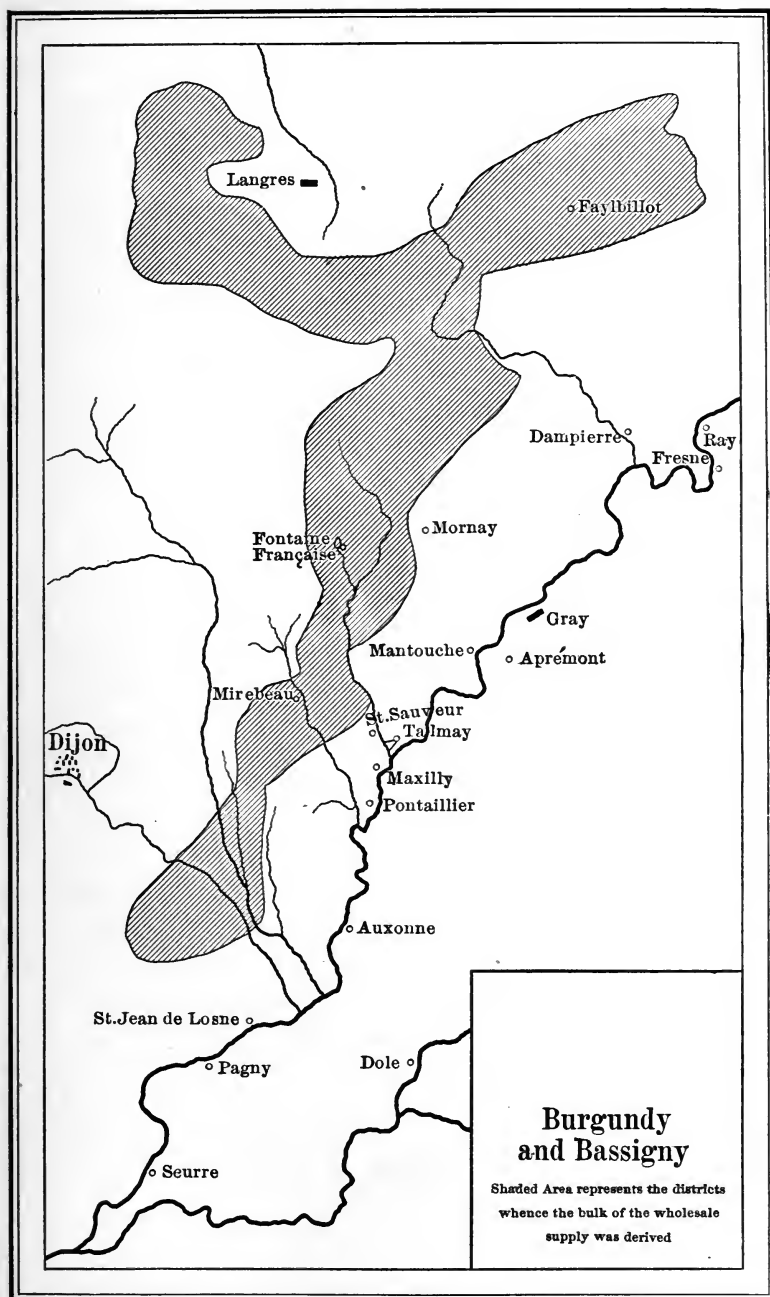 Langres
Faylbillot
Dampierre
Ray
Fresne
Fontaine
Française
Mornay
Gray
Mantouche
Aprémont
Mirebeau
St. Sauveur
Talmay
Dijon
Maxilly
Pontaillier
Auxonne
St. Jean de Losne
Pagny
Dole
Seurre
Burgundy
and Bassigny
Shaded Area represents the districts
whence the bulk of the wholesale
supply was derived